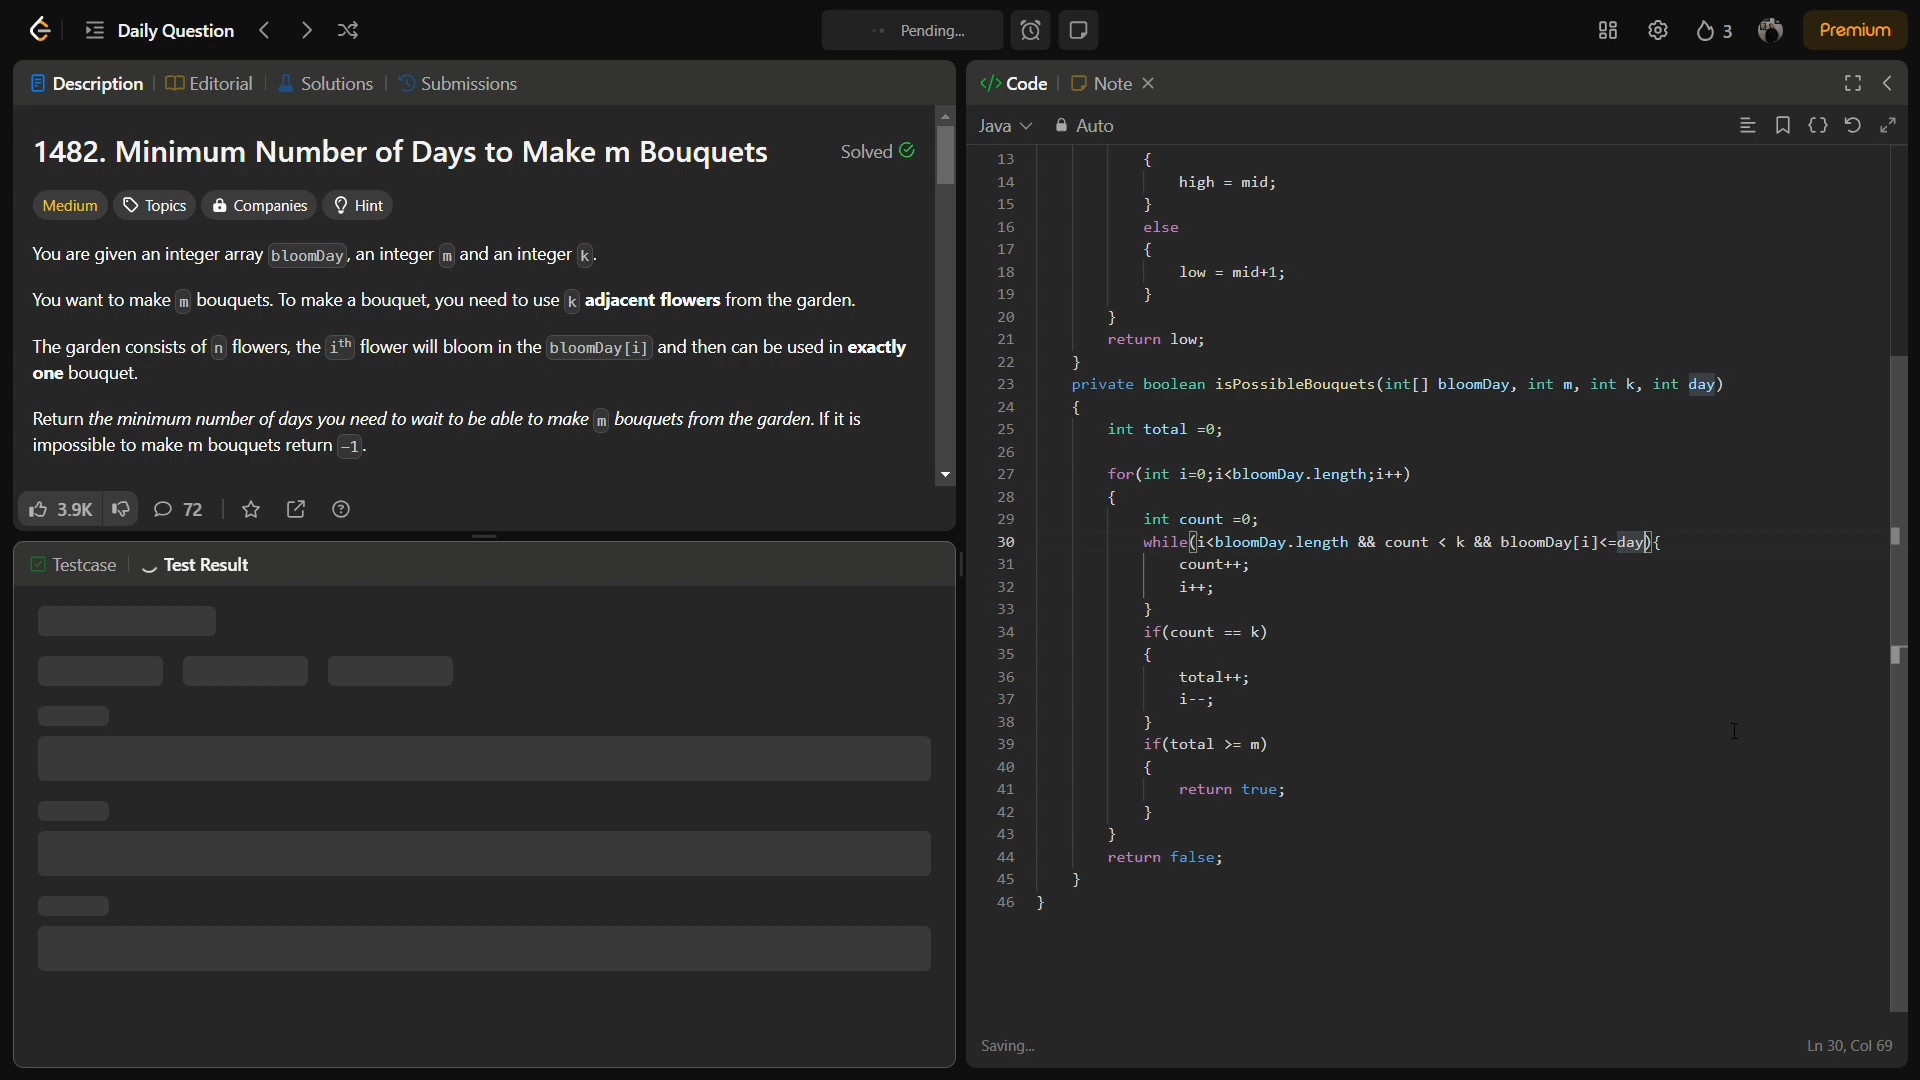 Daily Question
Pending...
3
Premium
Description
Editorial
Solutions
Submissions
1482. Minimum Number of Days to Make m Bouquets
Solved
Medium
Topics
Companies
Hint
You are given an integer array bloomDay, an integer m and an integer k.
You want to make m bouquets. To make a bouquet, you need to use k adjacent flowers from the garden.
The garden consists of n flowers, the ith flower will bloom in the bloomDay[i] and then can be used in exactly
one bouquet.
Return the minimum number of days you need to wait to be able to make m bouquets from the garden. If it is
impossible to make m bouquets return -1.
3.9K
72
Testcase
Test Result
</> Code
Note
Java
Auto
13 {
14 high = mid;
15 }
16 else
17 {
18 low = mid+1;
19 }
20 }
21 return low;
22 }
23 private boolean isPossibleBouquets(int[] bloomDay, int m, int k, int day)
24 {
25 int total =0;
26
27 for(int i=0;i<bloomDay.length;i++)
28 {
29 int count =0;
30 while(i<bloomDay.length && count < k && bloomDay[i]<=day){
31 count++;
32 i++;
33 }
34 if(count == k)
35 {
36 total++;
37 i--;
38 }
39 if(total >= m)
40 {
41 return true;
42 }
43 }
44 return false;
45 }
46 }
Saving...
Ln 30, Col 69